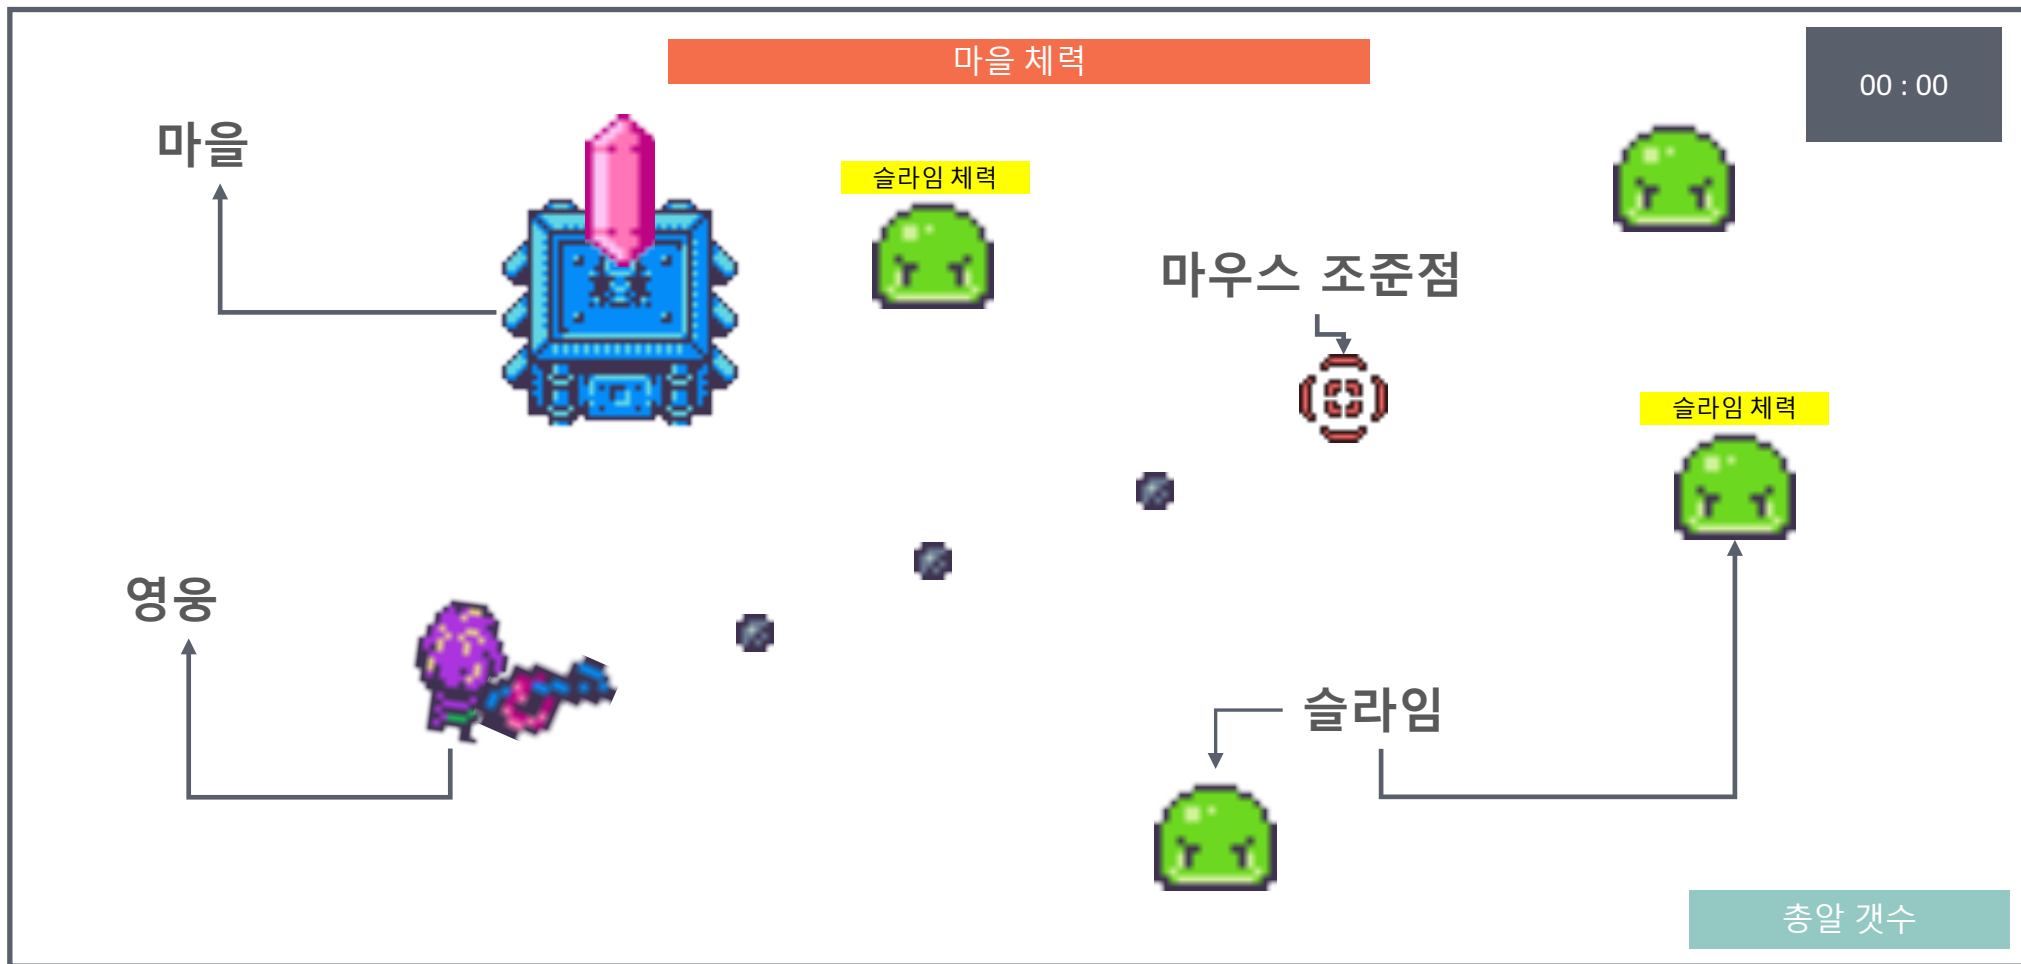 마을 체력
00 : 00
마을
슬라임 체력
마우스 조준점
슬라임 체력
영웅
슬라임
총알 갯수